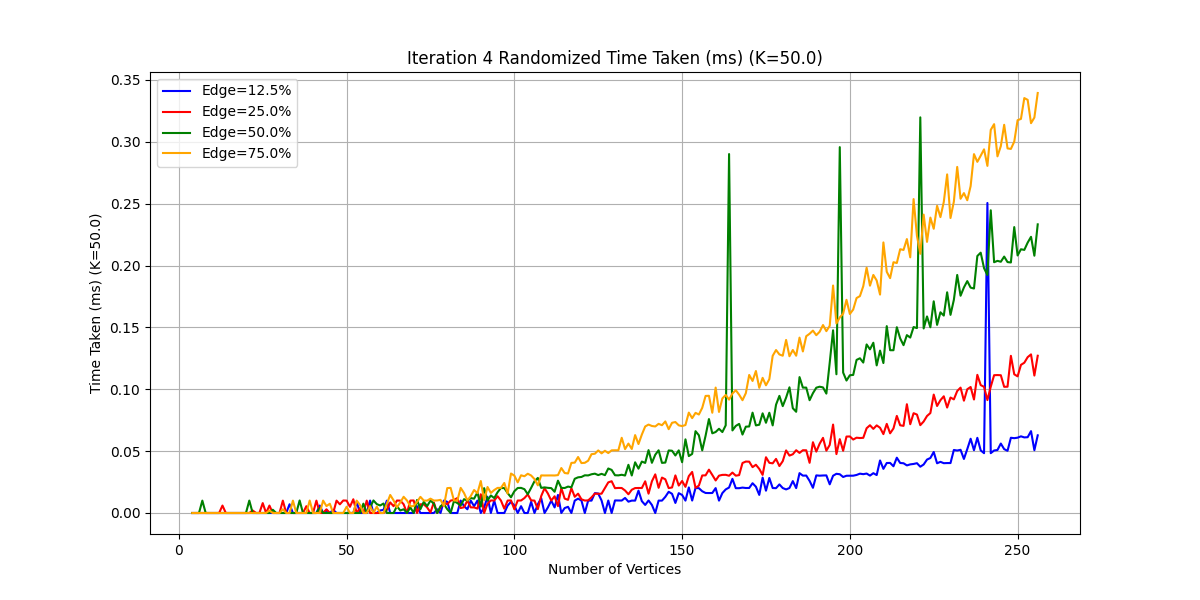 Iteration 4 Randomized Time Taken (ms) (K=50.0)
Edge=12.5%
Edge=25.0%
Edge=50.0%
Edge=75.0%
Time Taken (ms) (K=50.0)
0.35
0.30
0.25
0.20
0.15
0.10
0.05
0.00
0 50 100 150 200 250
Number of Vertices